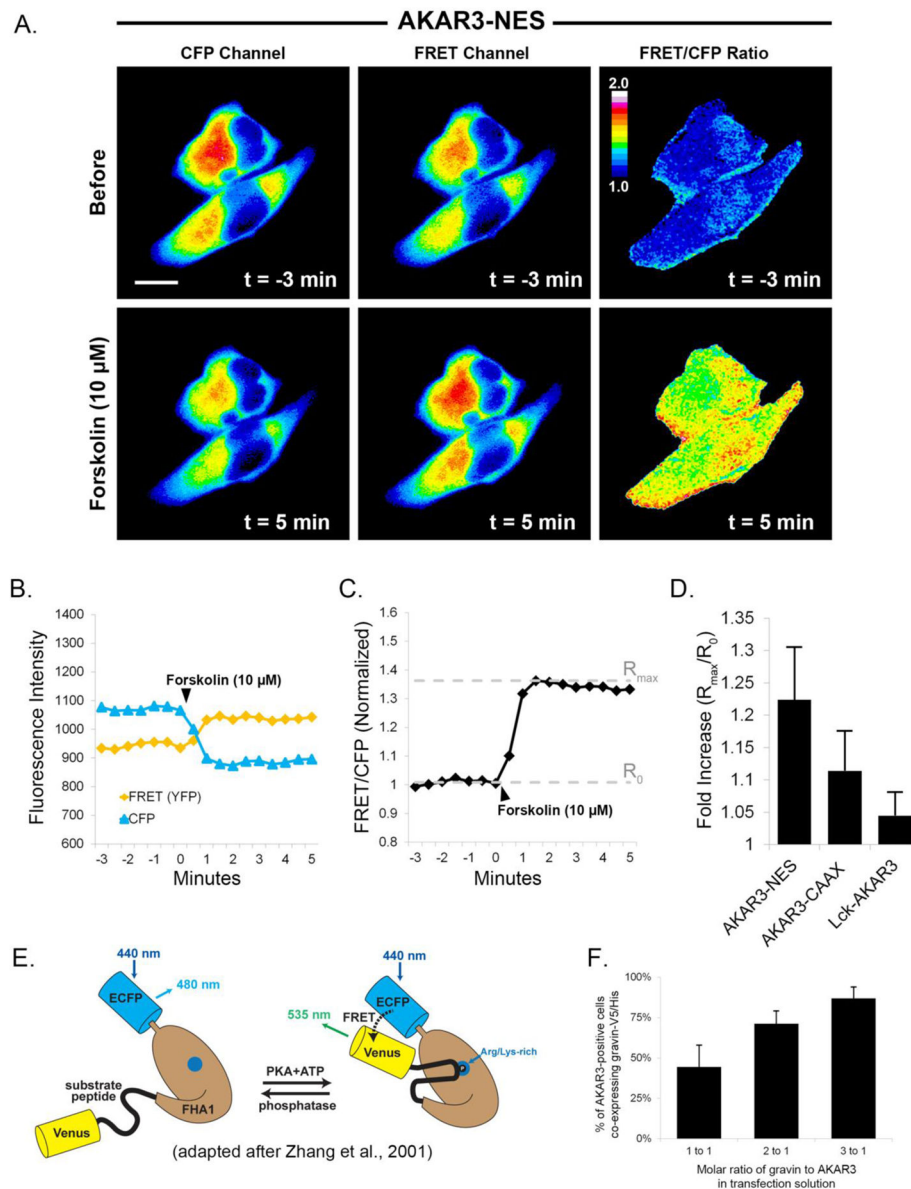 A.
AKAR3-NES
CFP Channel
FRET Channel
FRET/CFP Ratio
Before
t = -3 min
t = -3 min
2.0
1.0
t = -3 min
Forskolin (10 µM)
t = 5 min
t = 5 min
t = 5 min
B.
Fluorescence Intensity
1400
1300
1200
1100
1000
900
800
700
600
Forskolin (10 µM)
FRET (YFP)
CFP
-3 -2 -1 0 1 2 3 4 5
Minutes
C.
FRET/CFP (Normalized)
1.6
1.5
1.4
1.3
1.2
1.1
1
0.9
0.8
Rmax
R0
Forskolin (10 µM)
-3 -2 -1 0 1 2 3 4 5
Minutes
D.
Fold Increase (Rmax/R0)
1.35
1.3
1.25
1.2
1.15
1.1
1.05
1
AKAR3-NES
AKAR3-CAAX
Lck-AKAR3
E.
440 nm
480 nm
ECFP
substrate
peptide
FHA1
Venus
PKA+ATP
phosphatase
440 nm
ECFP
FRET
535 nm
Venus
Arg/Lys-rich
(adapted after Zhang et al., 2001)
F.
% of AKAR3-positive cells
co-expressing gravin-V5/His
100%
75%
50%
25%
0%
1 to 1
2 to 1
3 to 1
Molar ratio of gravin to AKAR3
in transfection solution